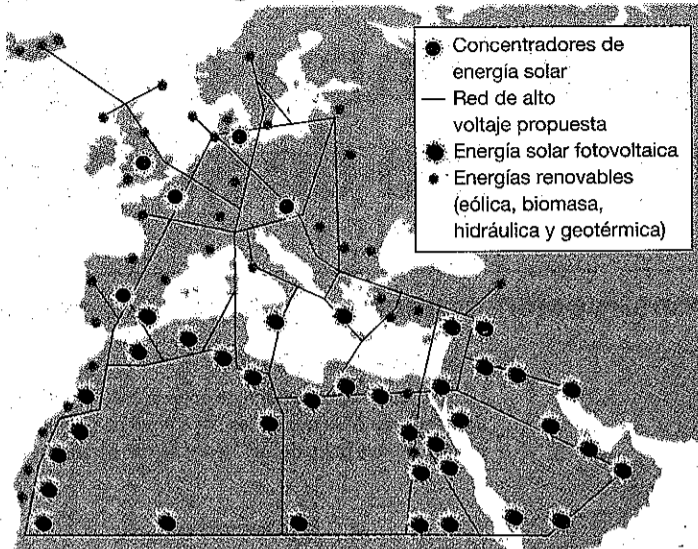 Concentradores de
energía solar
Red de alto
voltaje propuesta
Energía solar fotovoltaica
Energías renovables
(eólica, biomasa,
hidráulica y geotérmica)